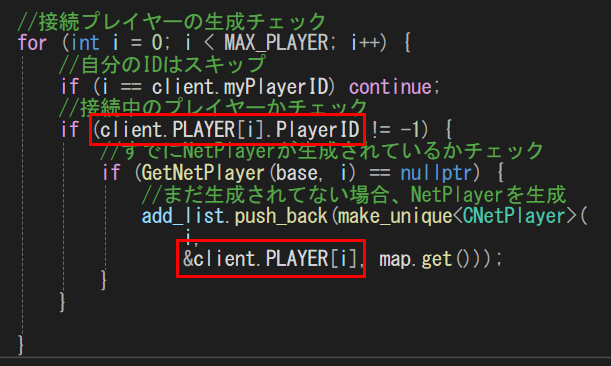 //接続プレイヤーの生成チェック
for (int i = 0; i < MAX_PLAYER; i++) {
//自分のIDはスキップ
if (i == client.myPlayerID) continue;
//接続中のプレイヤーかチェック
if (client.PLAYER[i].PlayerID != -1) {
//すでにNetPlayerが生成されているかチェック
if (GetNetPlayer(base, i) == nullptr) {
//まだ生成されてない場合、NetPlayerを生成
add_list.push_back(make_unique<CNetPlayer>(
i,
&client.PLAYER[i], map.get()));
}
}
}